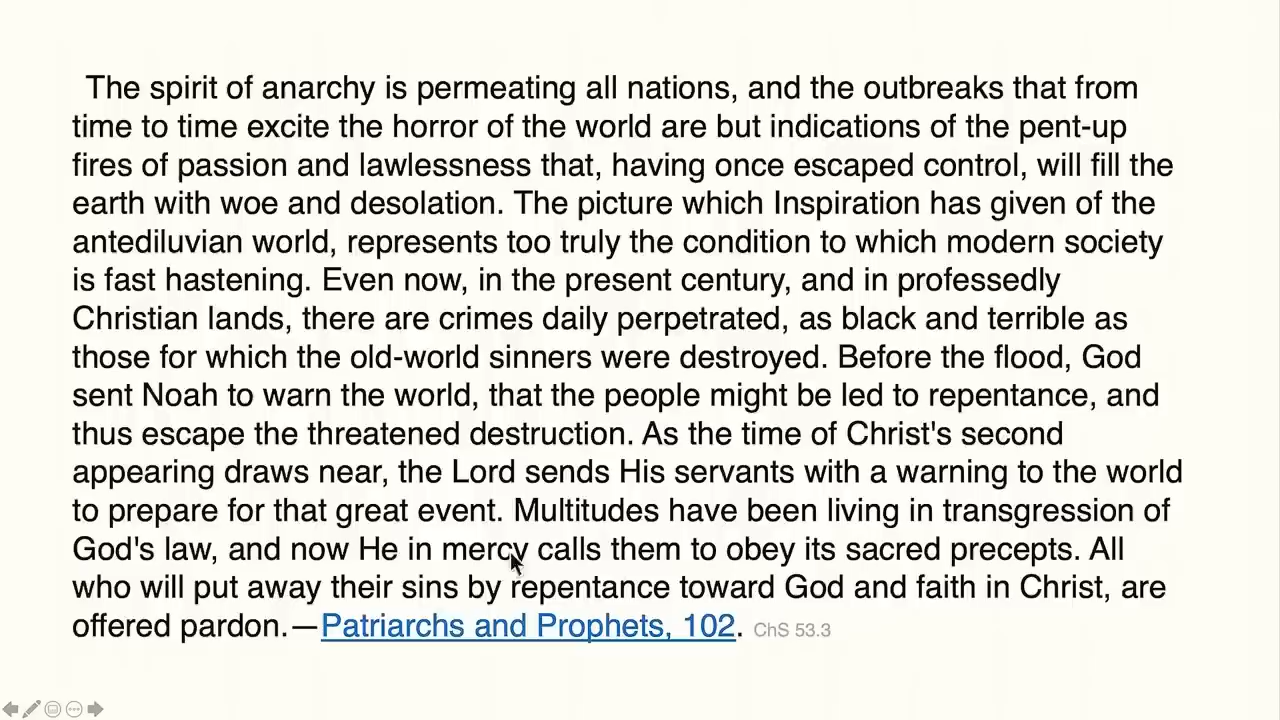 The spirit of anarchy is permeating all nations, and the outbreaks that from
time to time excite the horror of the world are but indications of the pent-up
fires of passion and lawlessness that, having once escaped control, will fill the
earth with woe and desolation. The picture which Inspiration has given of the
antediluvian world, represents too truly the condition to which modern society
is fast hastening. Even now, in the present century, and in professedly
Christian lands, there are crimes daily perpetrated, as black and terrible as
those for which the old-world sinners were destroyed. Before the flood, God
sent Noah to warn the world, that the people might be led to repentance, and
thus escape the threatened destruction. As the time of Christ's second
appearing draws near, the Lord sends His servants with a warning to the world
to prepare for that great event. Multitudes have been living in transgression of
God's law, and now He in mercy calls them to obey its sacred precepts. All
who will put away their sins by repentance toward God and faith in Christ, are
offered pardon.—Patriarchs and Prophets, 102. ChS 53.3